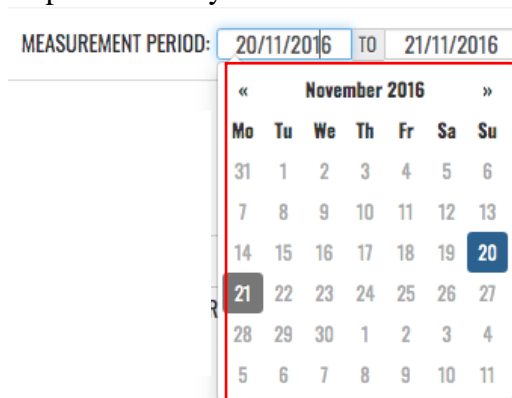 MEASUREMENT PERIOD: 20/11/2016 TO 21/11/2016
« November 2016 »
Mo Tu We Th Fr Sa Su
31 1 2 3 4 5 6
7 8 9 10 11 12 13
14 15 16 17 18 19 20
21 22 23 24 25 26 27
28 29 30 1 2 3 4
5 6 7 8 9 10 11